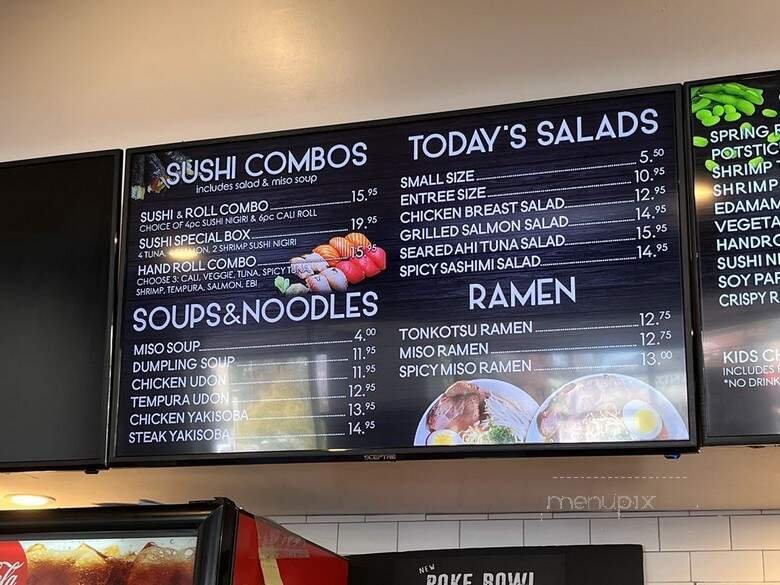 SUSHI COMBOS
includes salad & miso soup
SUSHI & ROLL COMBO 15.95
CHOICE OF 4pc SUSHI NIGIRI & 6pc CALI ROLL
SUSHI SPECIAL BOX 19.95
4 TUNA, SALMON, 2 SHRIMP SUSHI NIGIRI
HAND ROLL COMBO 15.95
CHOOSE 3: CALI, VEGGIE, TUNA, SPICY TUNA
SHRIMP, TEMPURA, SALMON, EBI
SOUPS&NOODLES
MISO SOUP 4.00
DUMPLING SOUP 11.95
CHICKEN UDON 11.95
TEMPURA UDON 12.95
CHICKEN YAKISOBA 13.95
STEAK YAKISOBA 14.95
TODAY'S SALADS
SMALL SIZE 5.50
ENTREE SIZE 10.95
CHICKEN BREAST SALAD 12.95
GRILLED SALMON SALAD 14.95
SEARED AHI TUNA SALAD 15.95
SPICY SASHIMI SALAD 14.95
RAMEN
TONKOTSU RAMEN 12.75
MISO RAMEN 12.75
SPICY MISO RAMEN 13.00
SPRING
POTSTIC
SHRIMP
SHRIMP
EDAMAM
VEGETA
HANDRO
SUSHI NI
SOY PA
CRISPY R
KIDS CH
INCLUDES
*NO DRINK
SCEPTRE
menupix
NEW
POKE BOWL